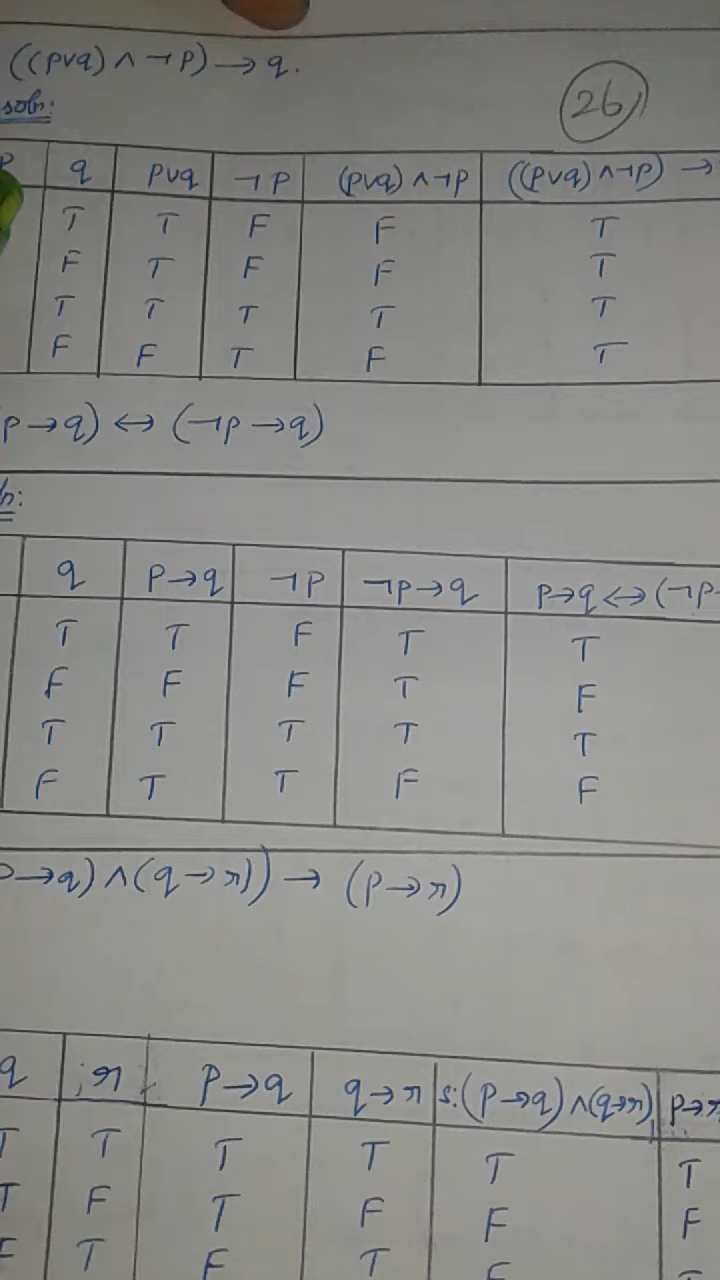 ((p∨q) ∧ ¬p) → q.
26
soln:
p q p∨q ¬p (p∨q) ∧ ¬p ((p∨q) ∧ ¬p) →
T T F F T
F T F F T
T T T T T
F F T F T
p → q) ↔ (¬p → q)
q p→q ¬p ¬p→q p→q ↔ (¬p
T T F T T
F F F T F
T T T T T
F T T F F
→q) ∧ (q→r)) → (p→r)
q r p→q q→r (p→q) ∧ (q→r) p→r
T T T T T T
T F T F F F
F T F T